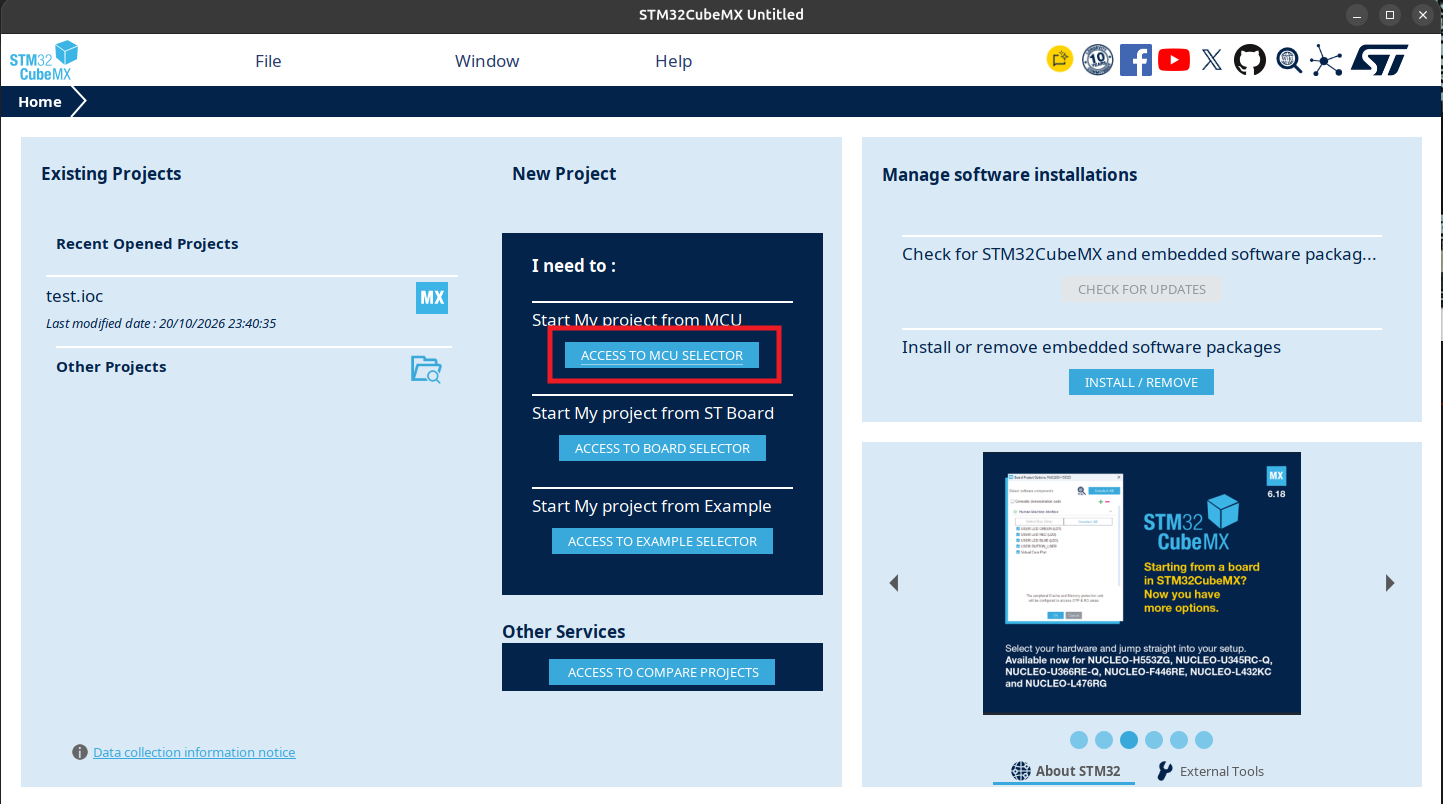 STM32CubeMX Untitled
STM32
CubeMX
File
Window
Help
10
ST
Home
Existing Projects
Recent Opened Projects
test.ioc
MX
Last modified date : 20/10/2026 23:40:35
Other Projects
Data collection information notice
New Project
I need to :
Start My project from MCU
ACCESS TO MCU SELECTOR
Start My project from ST Board
ACCESS TO BOARD SELECTOR
Start My project from Example
ACCESS TO EXAMPLE SELECTOR
Other Services
ACCESS TO COMPARE PROJECTS
Manage software installations
Check for STM32CubeMX and embedded software packag...
CHECK FOR UPDATES
Install or remove embedded software packages
INSTALL / REMOVE
MX
6.18
STM32
CubeMX
Starting from a board
in STM32CubeMX?
Now you have
more options.
Select your hardware and jump straight into your setup.
Available now for NUCLEO-H553ZG, NUCLEO-U345RC-Q,
NUCLEO-U366RE-Q, NUCLEO-F446RE, NUCLEO-L432KC
and NUCLEO-L476RG
About STM32
External Tools